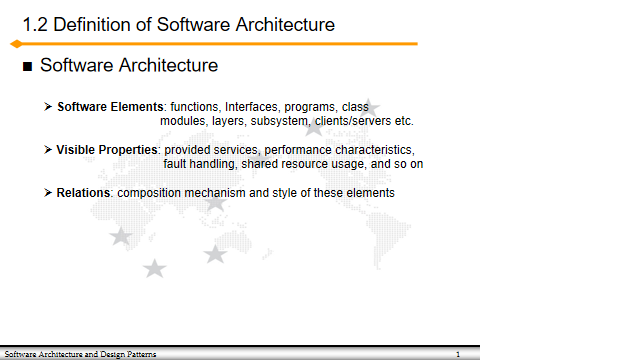 1.2 Definition of Software Architecture
■ Software Architecture
➢ Software Elements: functions, Interfaces, programs, class
modules, layers, subsystem, clients/servers etc.
➢ Visible Properties: provided services, performance characteristics,
fault handling, shared resource usage, and so on
➢ Relations: composition mechanism and style of these elements
Software Architecture and Design Patterns 1